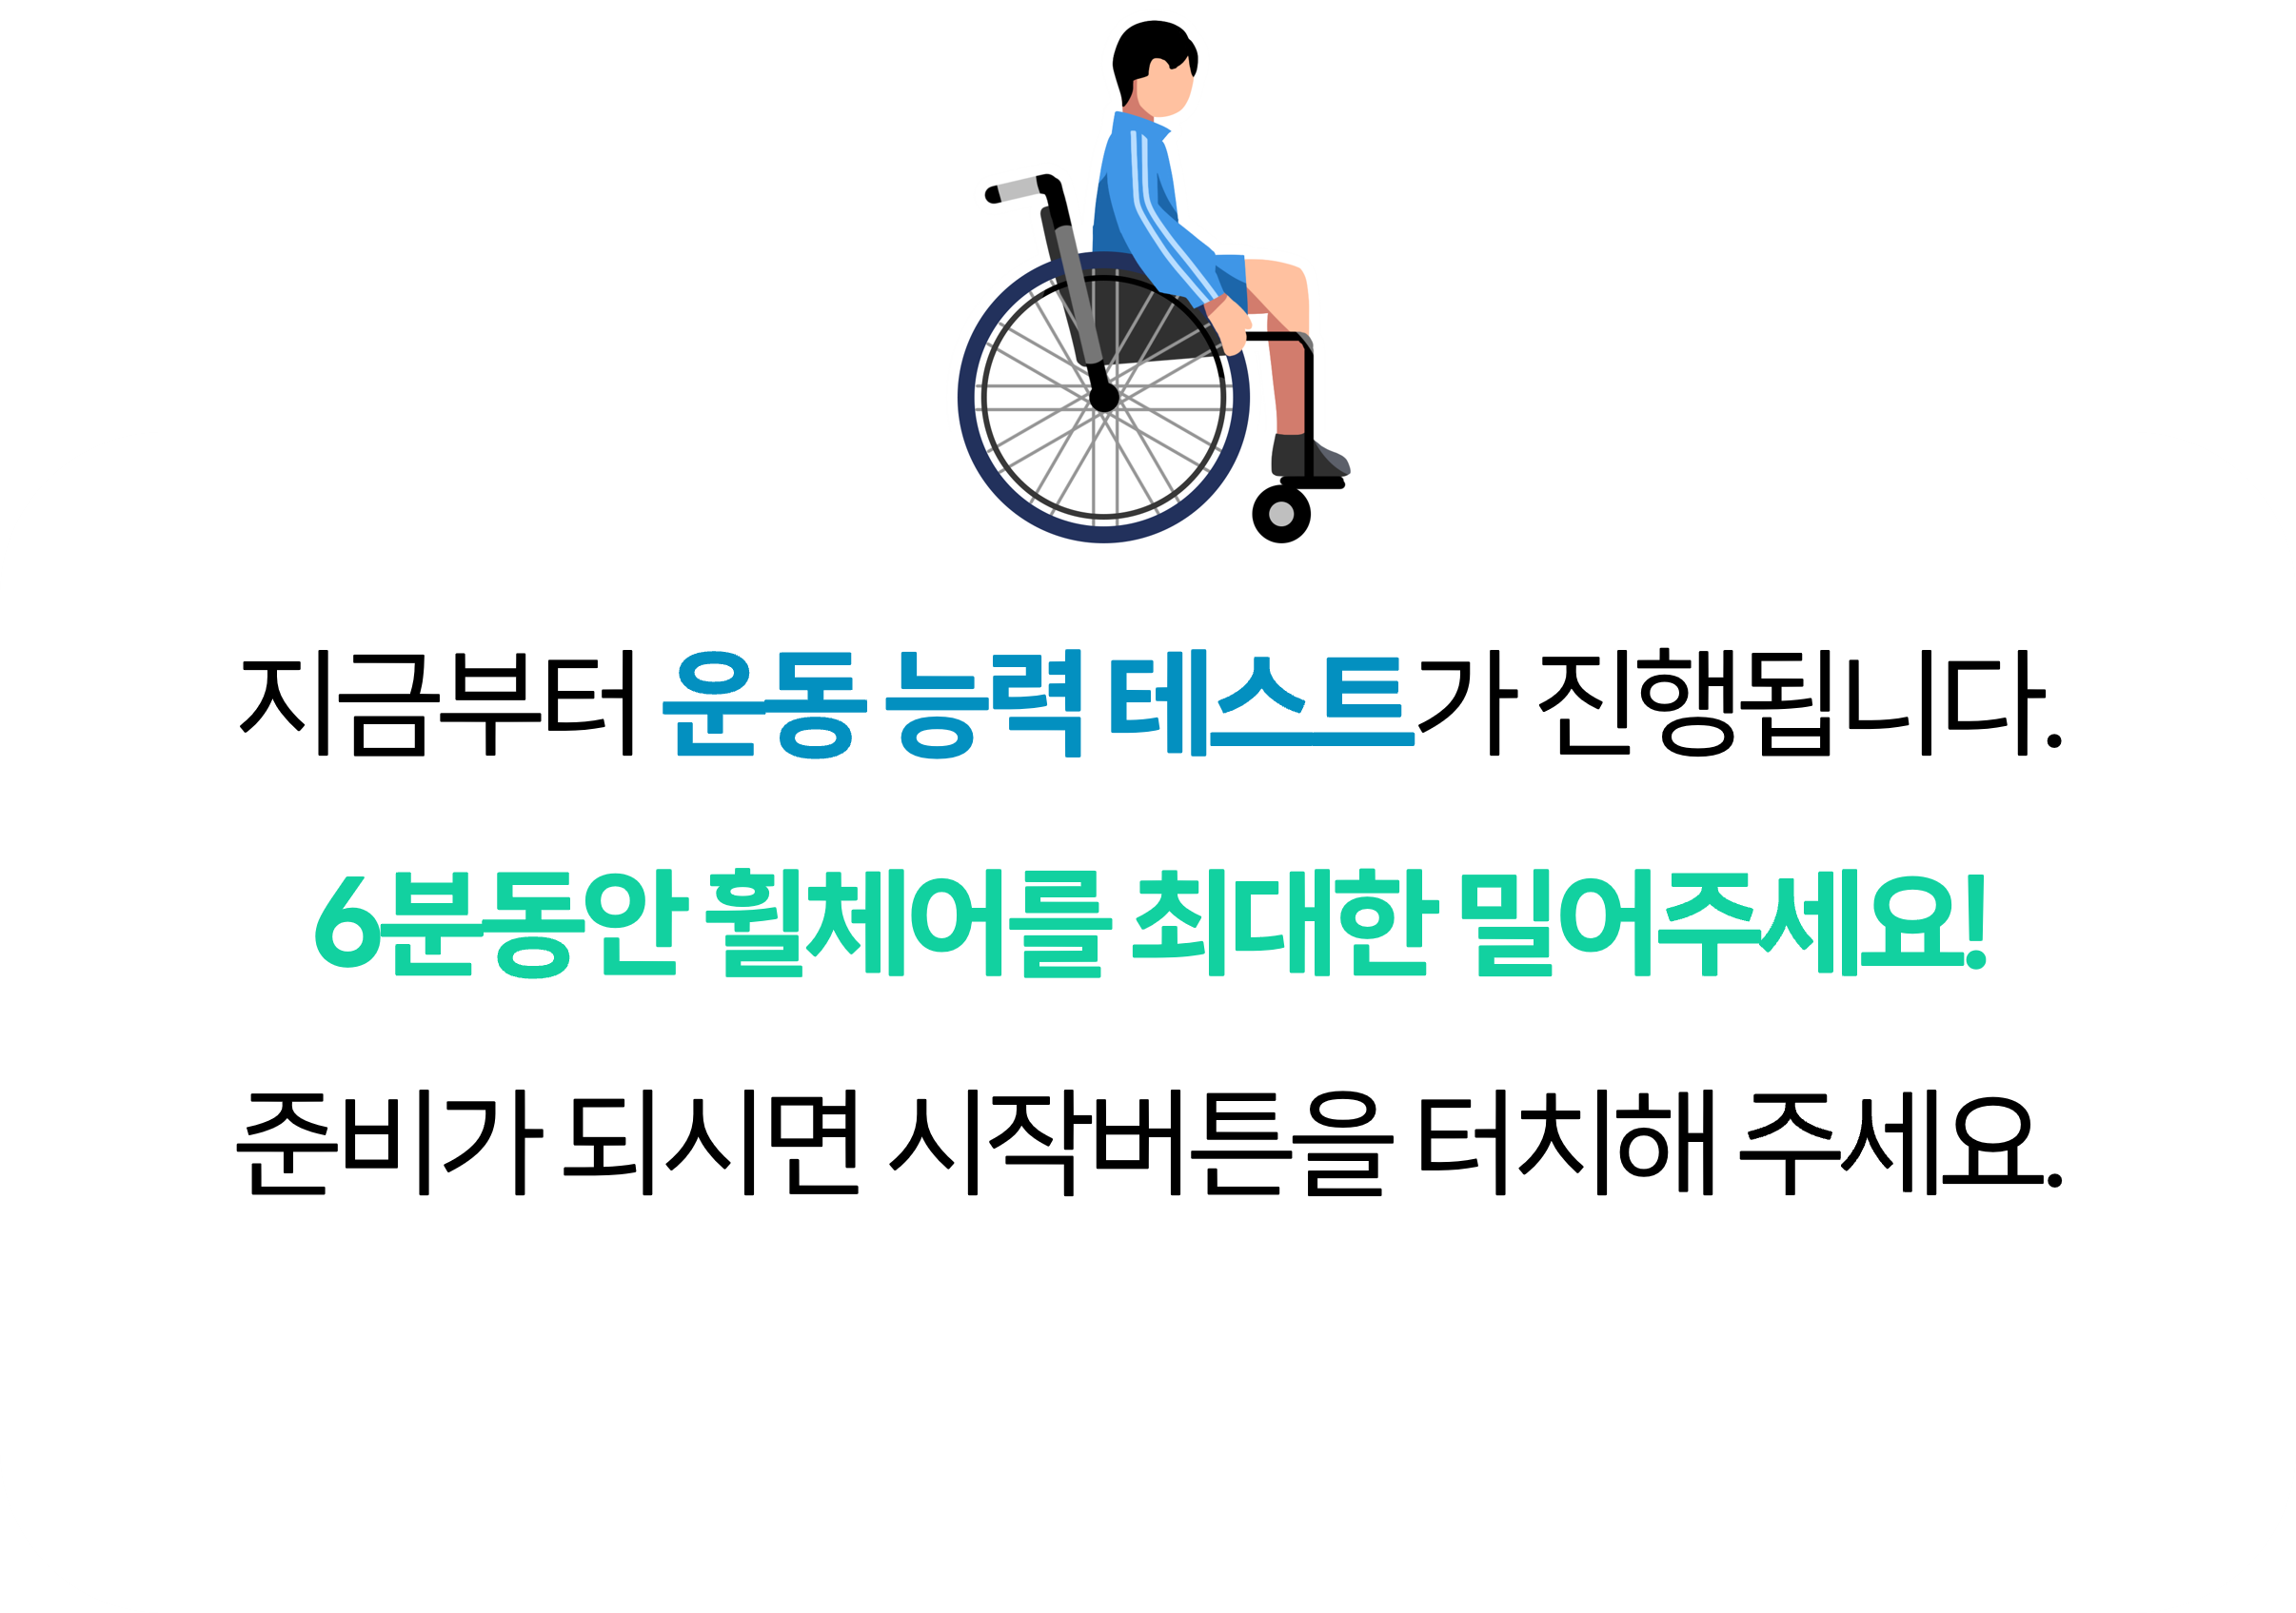 지금부터 운동 능력 테스트가 진행됩니다.
6분동안 휠체어를 최대한 밀어주세요!
준비가 되시면 시작버튼을 터치해 주세요.